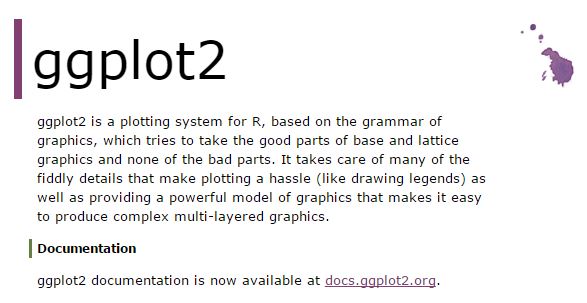 ggplot2
ggplot2 is a plotting system for R, based on the grammar of
graphics, which tries to take the good parts of base and lattice
graphics and none of the bad parts. It takes care of many of the
fiddly details that make plotting a hassle (like drawing legends) as
well as providing a powerful model of graphics that makes it easy
to produce complex multi-layered graphics.
Documentation
ggplot2 documentation is now available at docs.ggplot2.org.